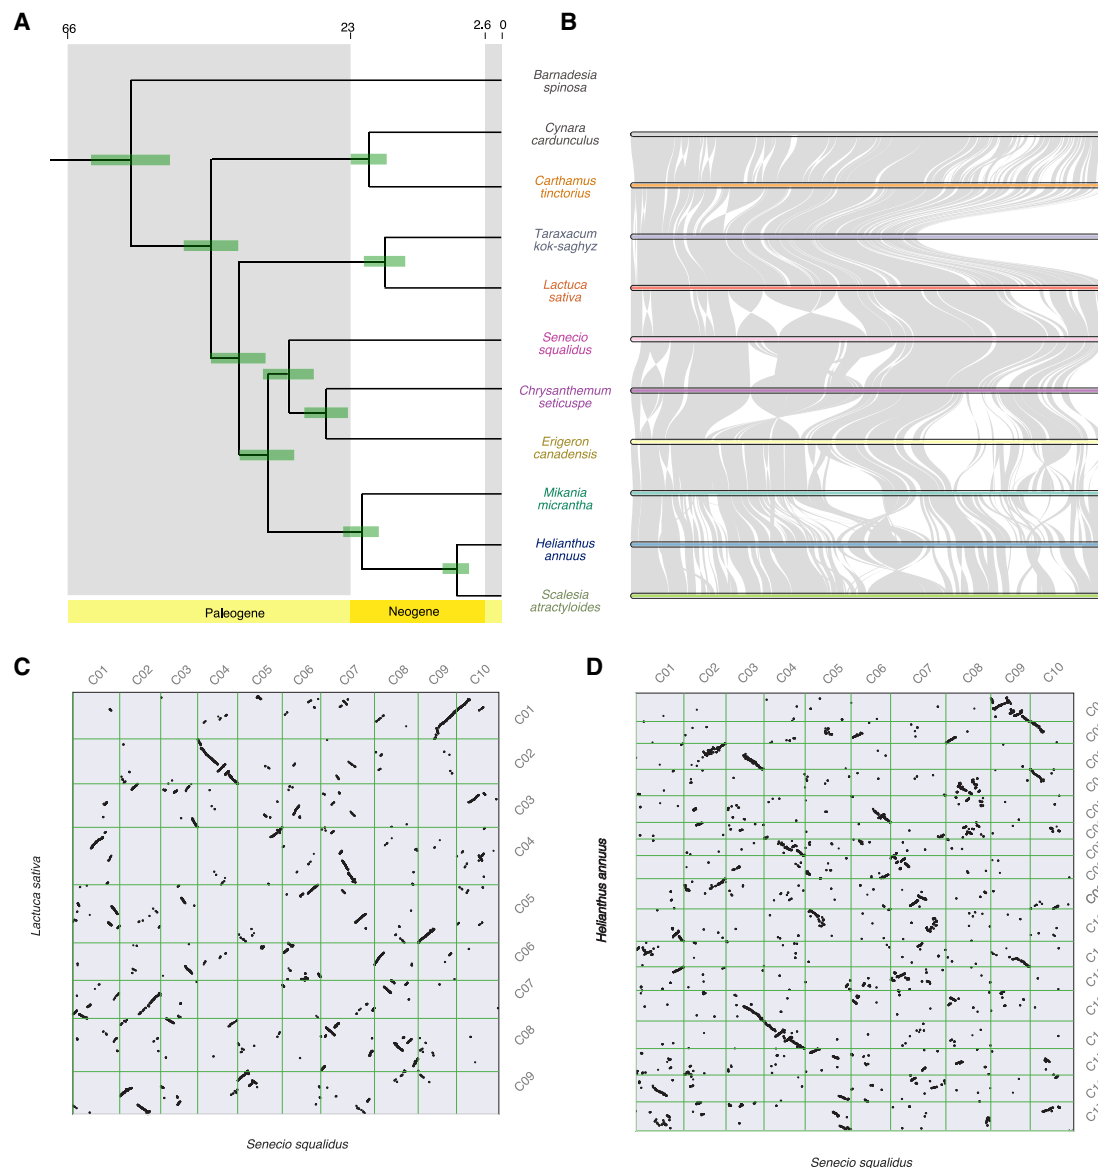 A
B
66
23
2.6
0
Barnadesia
spinosa
Cynara
cardunculus
Carthamus
tinctorius
Taraxacum
kok-saghyz
Lactuca
sativa
Senecio
squalidus
Chrysanthemum
seticuspe
Erigeron
canadensis
Mikania
micrantha
Helianthus
annuus
Scalesia
atractyloides
Paleogene
Neogene
C
C01
C02
C03
C04
C05
C06
C07
C08
C09
C10
C01
C02
C03
C04
C05
C06
C07
C08
C09
Lactuca sativa
Senecio squalidus
D
C01
C02
C03
C04
C05
C06
C07
C08
C09
C10
Helianthus annuus
Senecio squalidus